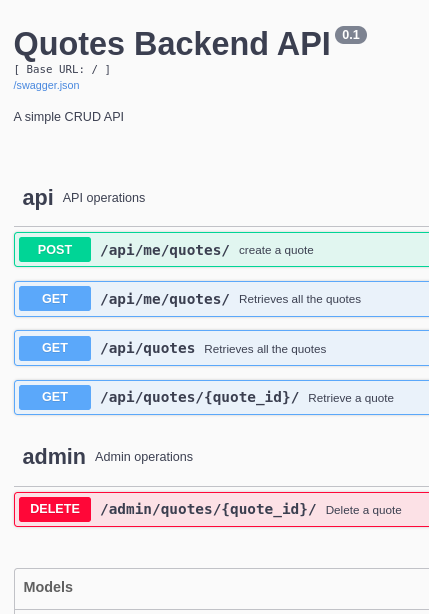 Quotes Backend API 0.1
[ Base URL: / ]
/swagger.json
A simple CRUD API
api API operations
POST /api/me/quotes/ create a quote
GET /api/me/quotes/ Retrieves all the quotes
GET /api/quotes Retrieves all the quotes
GET /api/quotes/{quote_id}/ Retrieve a quote
admin Admin operations
DELETE /admin/quotes/{quote_id}/ Delete a quote
Models